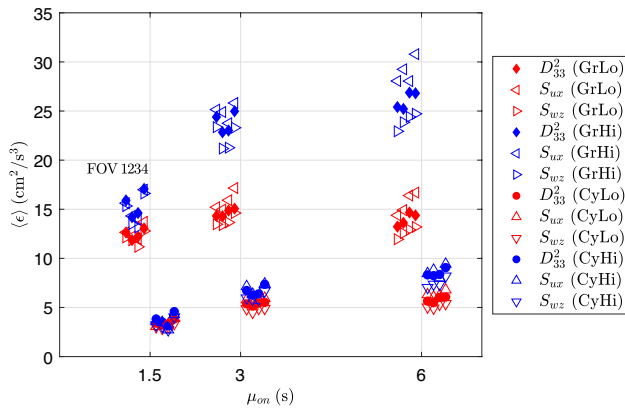 35
30
25
20
15
10
5
0
⟨ϵ⟩ (cm²/s³)
FOV 1234
1.5 3 6
μ_on (s)
D²₃₃ (GrLo)
S_ux (GrLo)
S_wz (GrLo)
D²₃₃ (GrHi)
S_ux (GrHi)
S_wz (GrHi)
D²₃₃ (CyLo)
S_ux (CyLo)
S_wz (CyLo)
D²₃₃ (CyHi)
S_ux (CyHi)
S_wz (CyHi)